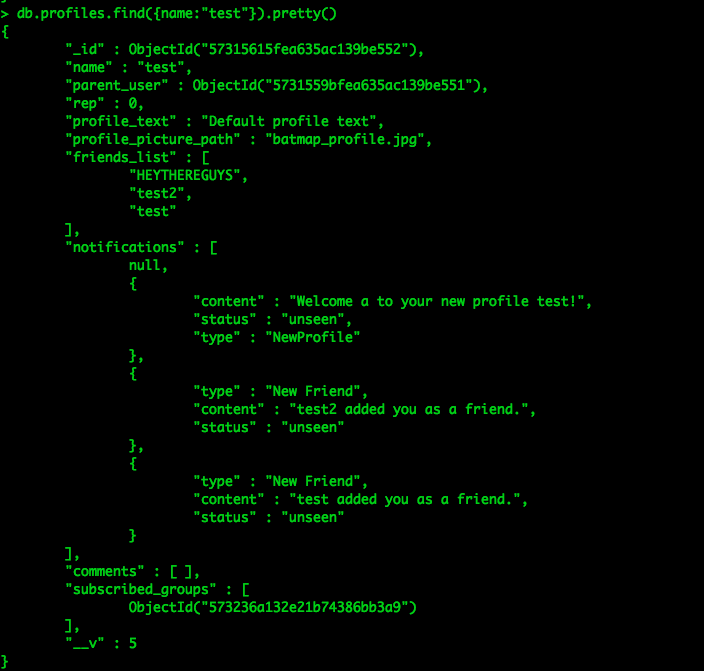 > db.profiles.find({name:"test"}).pretty()
{
"_id" : ObjectId("57315615fea635ac139be552"),
"name" : "test",
"parent_user" : ObjectId("5731559bfea635ac139be551"),
"rep" : 0,
"profile_text" : "Default profile text",
"profile_picture_path" : "batmap_profile.jpg",
"friends_list" : [
"HEYTHEREGUYS",
"test2",
"test"
],
"notifications" : [
null,
{
"content" : "Welcome a to your new profile test!",
"status" : "unseen",
"type" : "NewProfile"
},
{
"type" : "New Friend",
"content" : "test2 added you as a friend.",
"status" : "unseen"
},
{
"type" : "New Friend",
"content" : "test added you as a friend.",
"status" : "unseen"
}
],
"comments" : [ ],
"subscribed_groups" : [
ObjectId("573236a132e21b74386bb3a9")
],
"__v" : 5
}